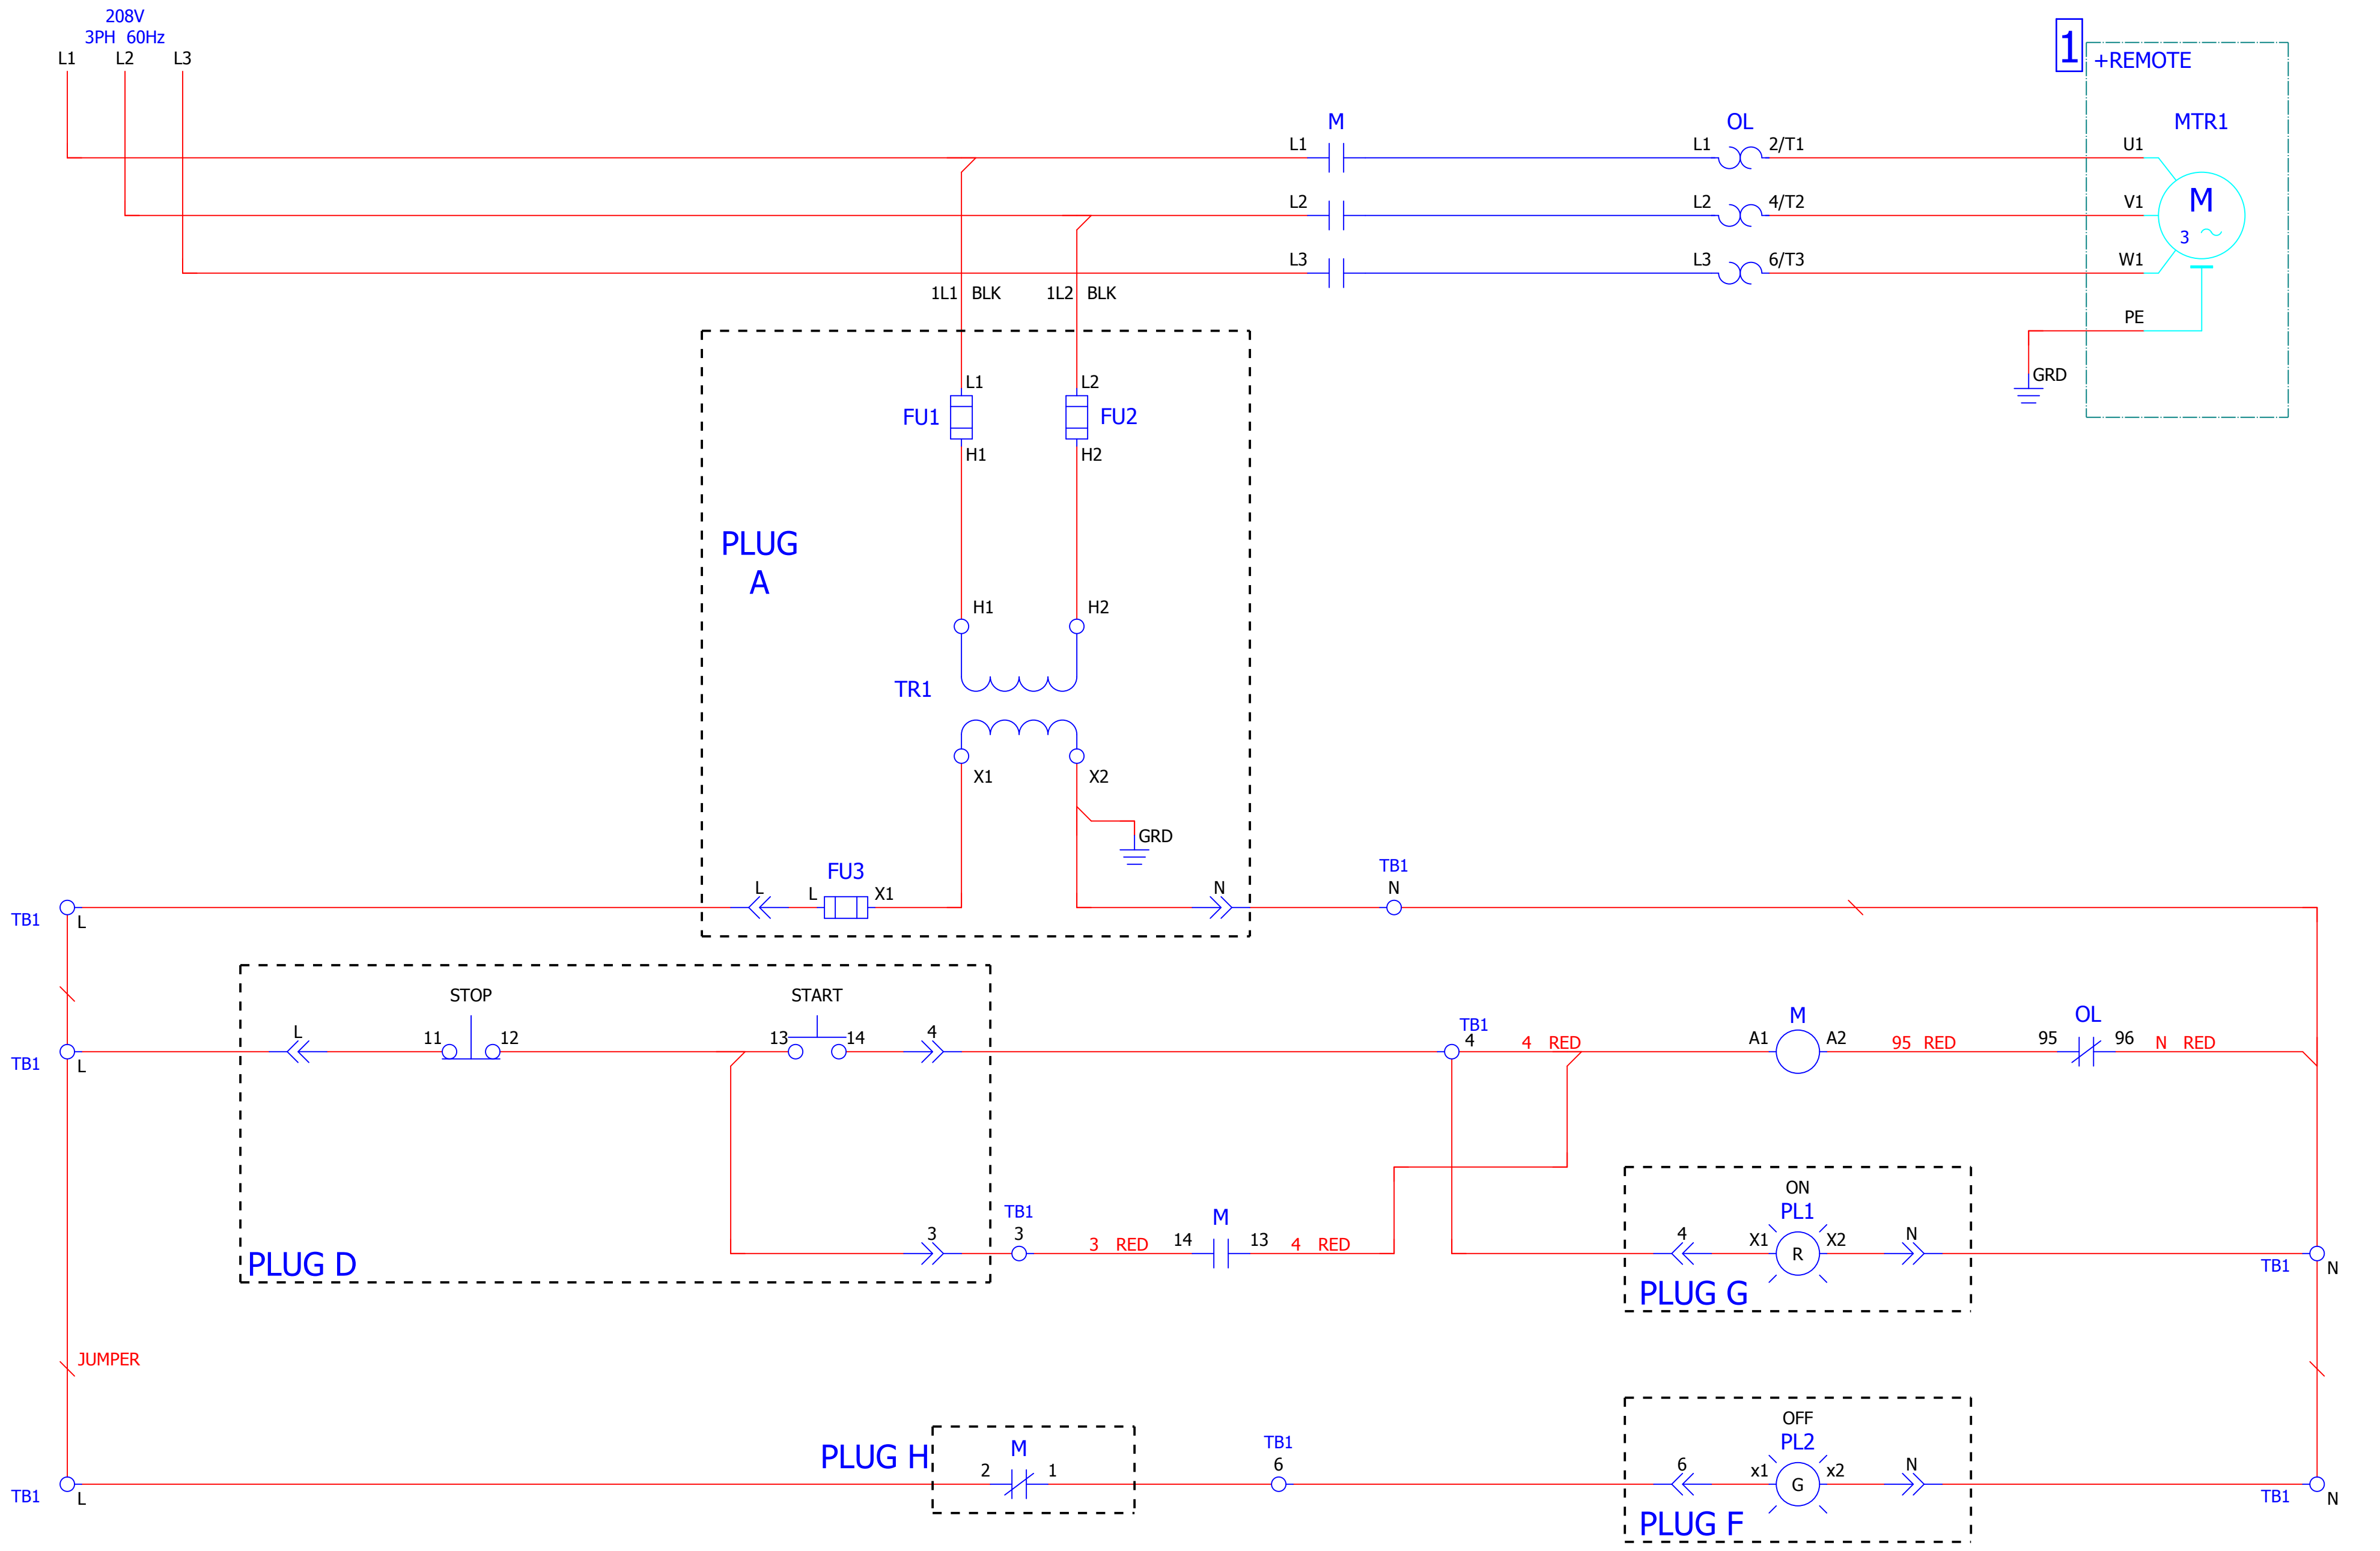 208V
3PH 60Hz
L1 L2 L3
1
+REMOTE
M
OL
MTR1
L1 L1 2/T1 U1
L2 L2 4/T2 V1
M
3
L3 L3 6/T3 W1
1L1 BLK 1L2 BLK
PE
GRD
L1 L2
FU1 FU2
H1 H2
PLUG
A
H1 H2
TR1
X1 X2
GRD
FU3
TB1
L L X1 N N
TB1 L
STOP START
TB1
M
OL
L 11 12 13 14 4 4 4 RED A1 A2 95 RED 95 96 N RED
TB1 L
ON
PL1
TB1
M
3 3 3 RED 14 13 4 RED 4 X1 R X2 N
PLUG D
TB1 N
PLUG G
JUMPER
OFF
PL2
TB1
PLUG H
M
2 1 6 6 x1 G x2 N
TB1 L
TB1 N
PLUG F